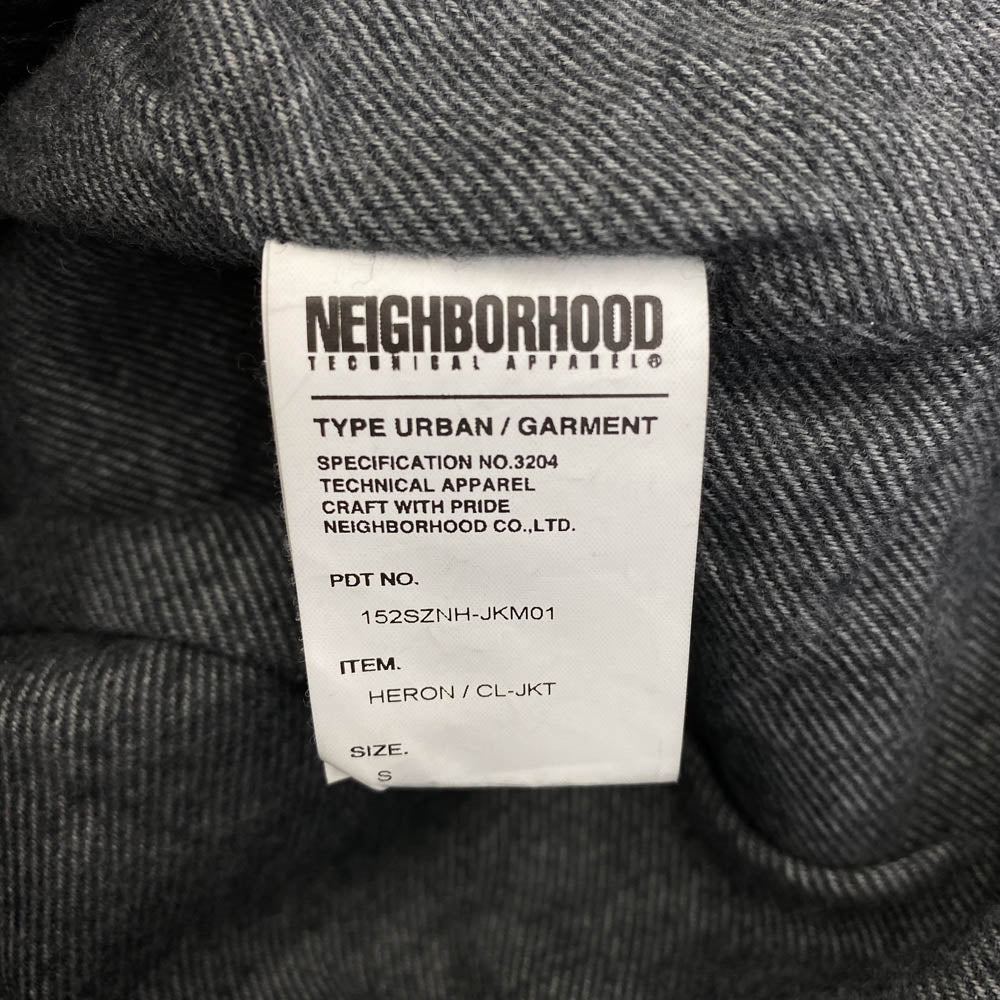 NEIGHBORHOOD
TECHNICAL APPAREL®
TYPE URBAN / GARMENT
SPECIFICATION NO.3204
TECHNICAL APPAREL
CRAFT WITH PRIDE
NEIGHBORHOOD CO.,LTD.
PDT NO.
152SZNH-JKM01
ITEM.
HERON / CL-JKT
SIZE.
S